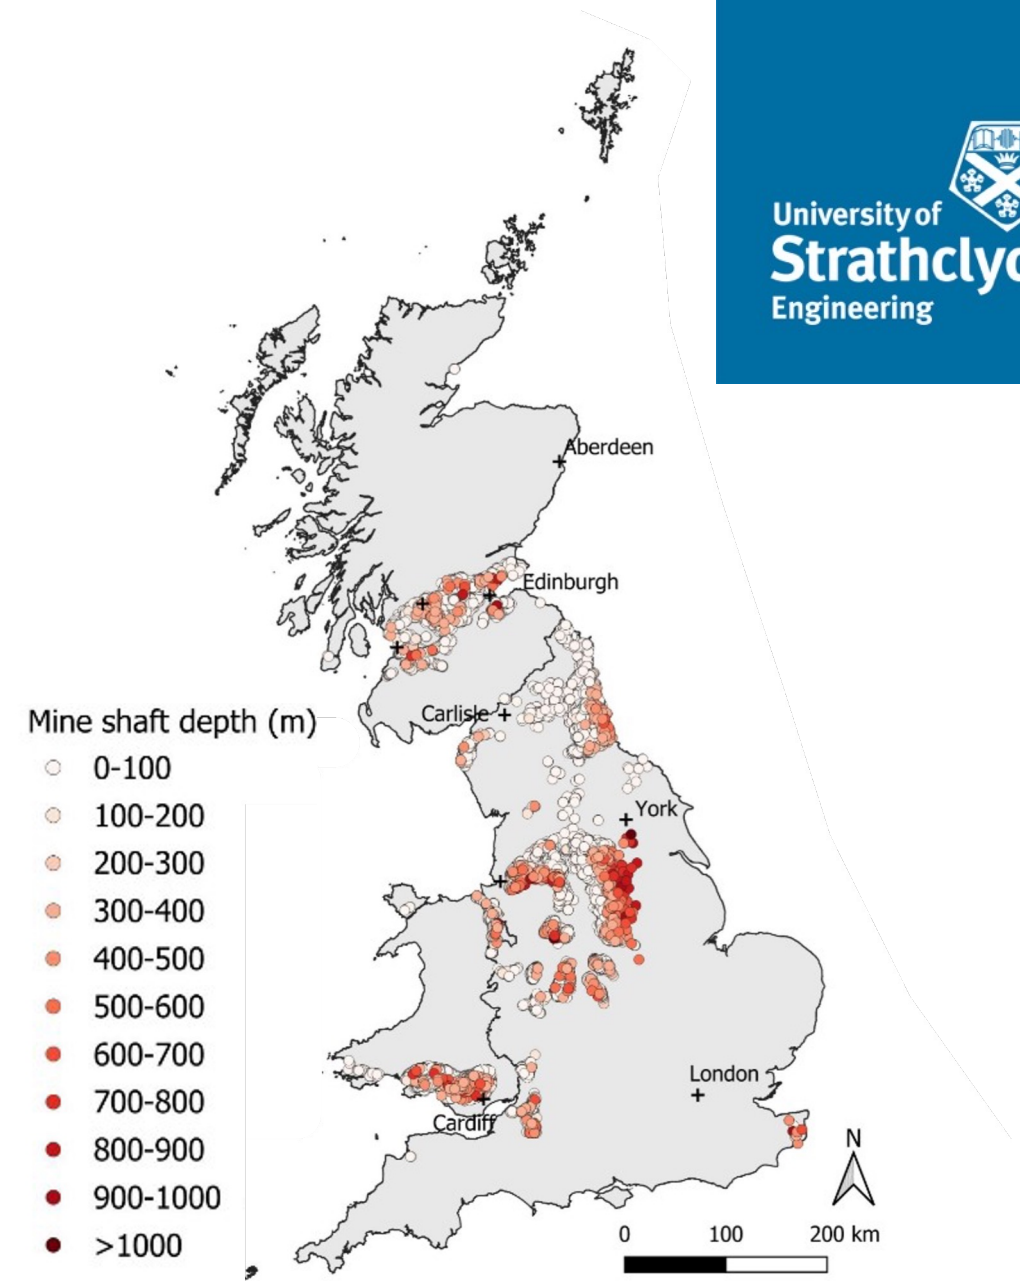 University of
Strathclyd
Engineering
Aberdeen
Edinburgh
Carlisle
Mine shaft depth (m)
0-100
100-200
200-300
300-400
400-500
500-600
600-700
700-800
800-900
900-1000
>1000
York
London
Cardiff
N
0 100 200 km